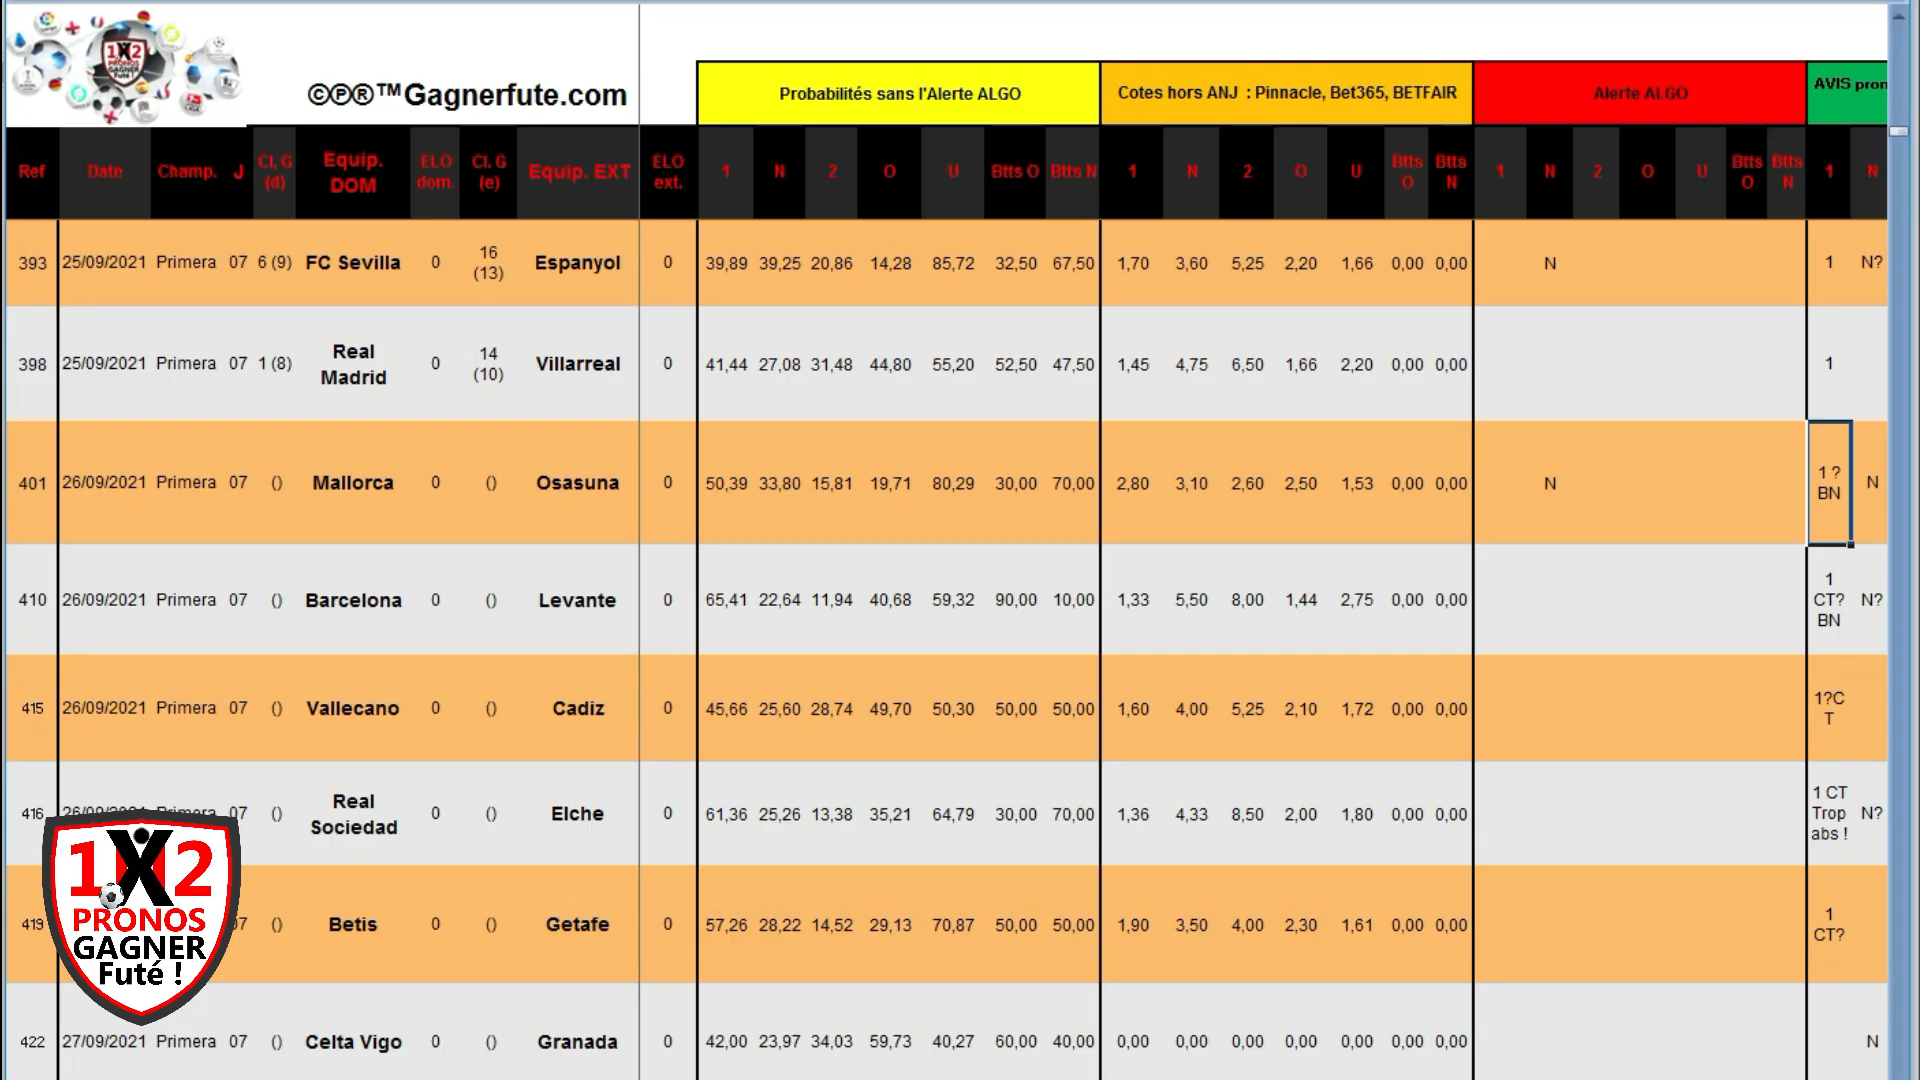 1X2
PRONOS
GAGNER
Futé !
©℗®™Gagnerfute.com
Probabilités sans l'Alerte ALGO
Cotes hors ANJ : Pinnacle, Bet365, BETFAIR
Alerte ALGO
AVIS pron
Ref Date Champ. J Cl, G (d) Equip. DOM ELO dom. Cl, G (e) Equip. EXT ELO ext. 1 N 2 O U Btts O Btts N 1 N 2 O U Btts O Btts N 1 N 2 O U Btts O Btts N 1 N
393 25/09/2021 Primera 07 6 (9) FC Sevilla 0 16 (13) Espanyol 0 39,89 39,25 20,86 14,28 85,72 32,50 67,50 1,70 3,60 5,25 2,20 1,66 0,00 0,00 N 1 N?
398 25/09/2021 Primera 07 1 (8) Real Madrid 0 14 (10) Villarreal 0 41,44 27,08 31,48 44,80 55,20 52,50 47,50 1,45 4,75 6,50 1,66 2,20 0,00 0,00 1
401 26/09/2021 Primera 07 () Mallorca 0 () Osasuna 0 50,39 33,80 15,81 19,71 80,29 30,00 70,00 2,80 3,10 2,60 2,50 1,53 0,00 0,00 N 1 ? BN N
410 26/09/2021 Primera 07 () Barcelona 0 () Levante 0 65,41 22,64 11,94 40,68 59,32 90,00 10,00 1,33 5,50 8,00 1,44 2,75 0,00 0,00 1 CT? BN N?
415 26/09/2021 Primera 07 () Vallecano 0 () Cadiz 0 45,66 25,60 28,74 49,70 50,30 50,00 50,00 1,60 4,00 5,25 2,10 1,72 0,00 0,00 1?CT
416 26/09/2021 Primera 07 () Real Sociedad 0 () Elche 0 61,36 25,26 13,38 35,21 64,79 30,00 70,00 1,36 4,33 8,50 2,00 1,80 0,00 0,00 1 CT Trop abs ! N?
419 07 () Betis 0 () Getafe 0 57,26 28,22 14,52 29,13 70,87 50,00 50,00 1,90 3,50 4,00 2,30 1,61 0,00 0,00 1 CT?
422 27/09/2021 Primera 07 () Celta Vigo 0 () Granada 0 42,00 23,97 34,03 59,73 40,27 60,00 40,00 0,00 0,00 0,00 0,00 0,00 0,00 0,00 N
1X2
PRONOS
GAGNER
Futé !